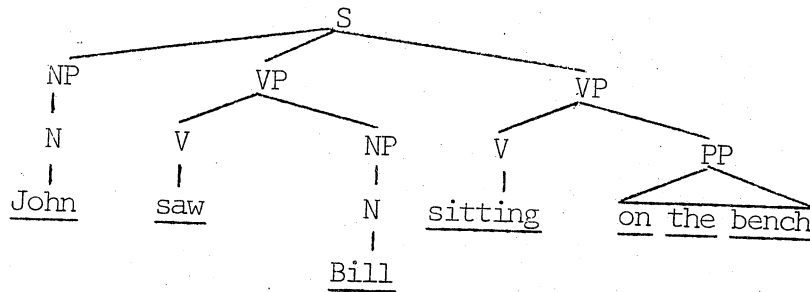 S
NP VP VP
N V NP V PP
John saw N sitting on the bench
Bill